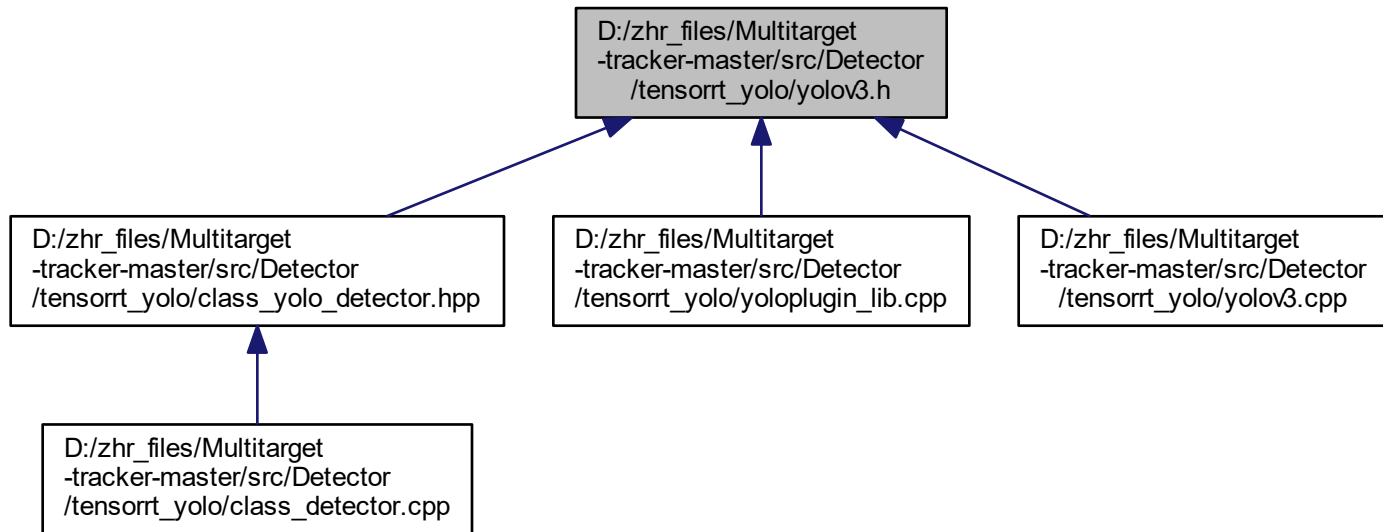 D:/zhr_files/Multitarget
-tracker-master/src/Detector
/tensorrt_yolo/yolov3.h
D:/zhr_files/Multitarget
-tracker-master/src/Detector
/tensorrt_yolo/class_yolo_detector.hpp
D:/zhr_files/Multitarget
-tracker-master/src/Detector
/tensorrt_yolo/yoloplugin_lib.cpp
D:/zhr_files/Multitarget
-tracker-master/src/Detector
/tensorrt_yolo/yolov3.cpp
D:/zhr_files/Multitarget
-tracker-master/src/Detector
/tensorrt_yolo/class_detector.cpp